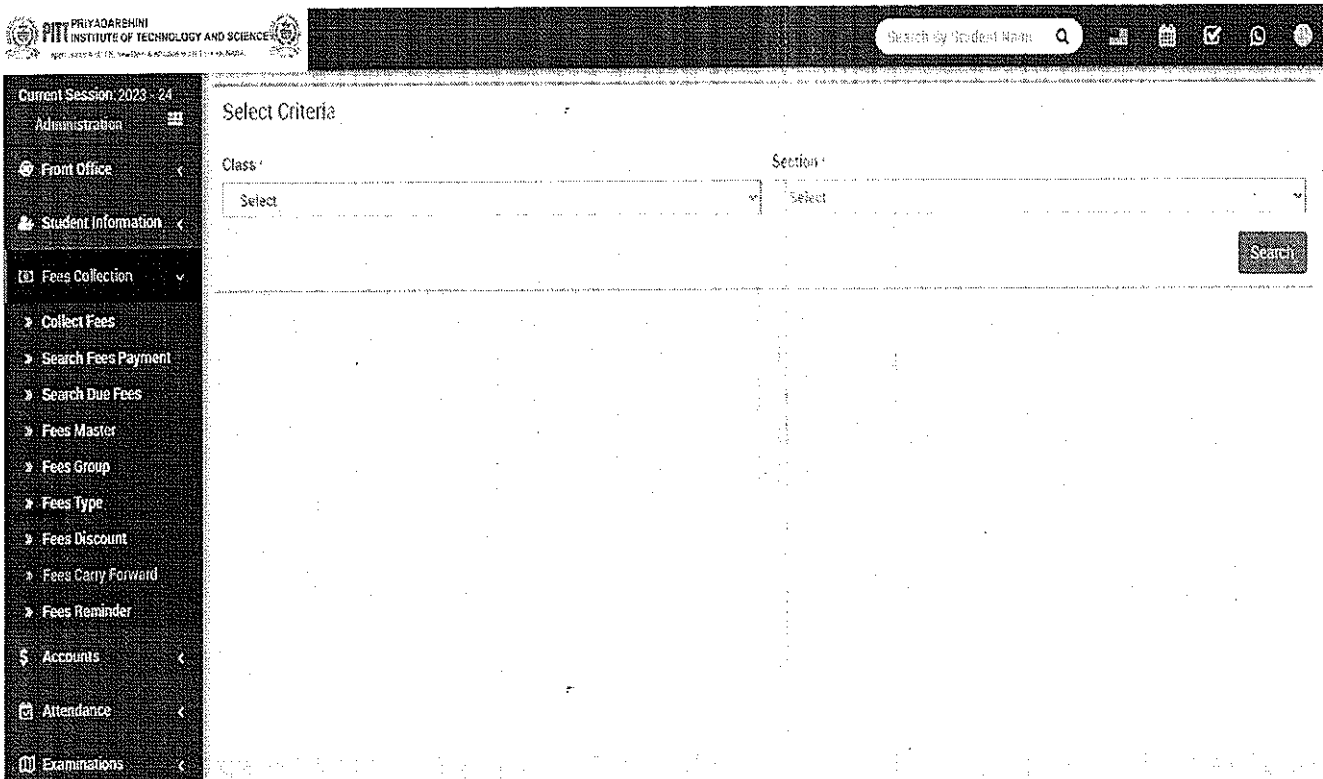 PITT PRIYADARSHINI
INSTITUTE OF TECHNOLOGY AND SCIENCE
Search By Student Name
Current Session: 2023 - 24
Administration
Front Office
Student Information
Fees Collection
Collect Fees
Search Fees Payment
Search Due Fees
Fees Master
Fees Group
Fees Type
Fees Discount
Fees Carry Forward
Fees Reminder
$ Accounts
Attendance
Examinations
Select Criteria
Class *
Select
Section *
Select
Search